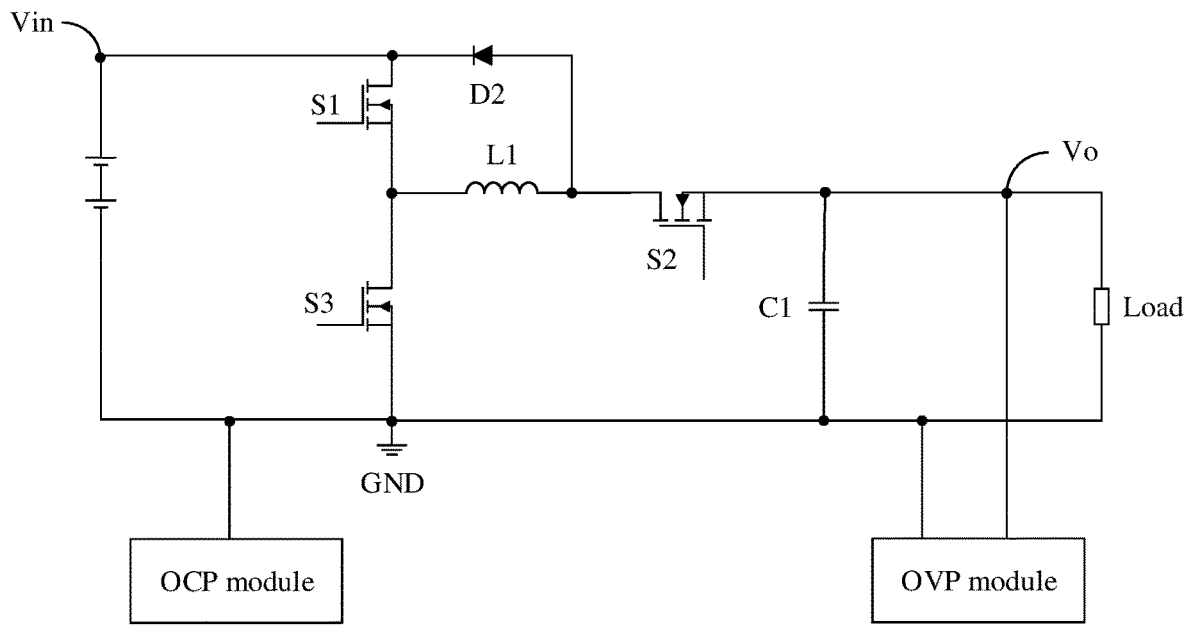 Vin
D2
S1
L1
Vo
S2
S3
C1
Load
GND
OCP module
OVP module